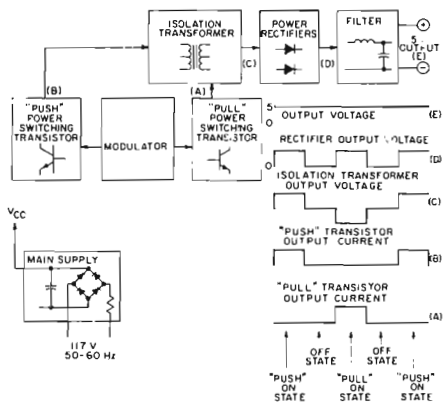 ISOLATION
TRANSFORMER
POWER
RECTIFIERS
FILTER
+
5
OUTPUT
(E)
−
(B)
(A)
(C)
(D)
"PUSH"
POWER
SWITCHING
TRANSISTOR
MODULATOR
"PULL"
POWER
SWITCHING
TRANSISTOR
5
0
OUTPUT VOLTAGE
(E)
RECTIFIER OUTPUT VOLTAGE
0
(D)
ISOLATION TRANSFORMER
OUTPUT VOLTAGE
(C)
"PUSH" TRANSISTOR
OUTPUT CURRENT
(B)
"PULL" TRANSISTOR
OUTPUT CURRENT
(A)
OFF
STATE
OFF
STATE
"PUSH"
ON
STATE
"PULL"
ON
STATE
"PUSH"
ON
STATE
VCC
MAIN SUPPLY
117 V
50-60 Hz